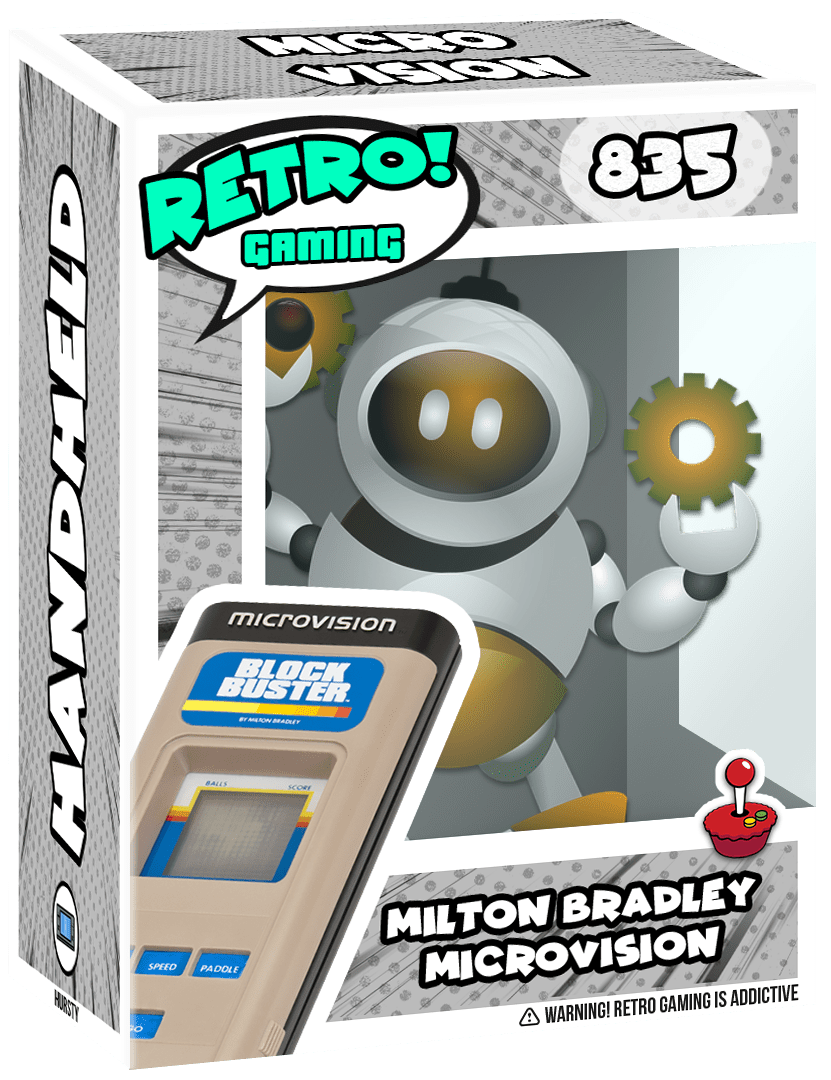 MICRO
VISION
RETRO!
GAMING
835
HANDHELD
MICROVISION
BLOCK
BUSTER
BY MILTON BRADLEY
BALLS SCORE
SPEED PADDLE
GO
MILTON BRADLEY
MICROVISION
⚠ WARNING! RETRO GAMING IS ADDICTIVE
HURSTY